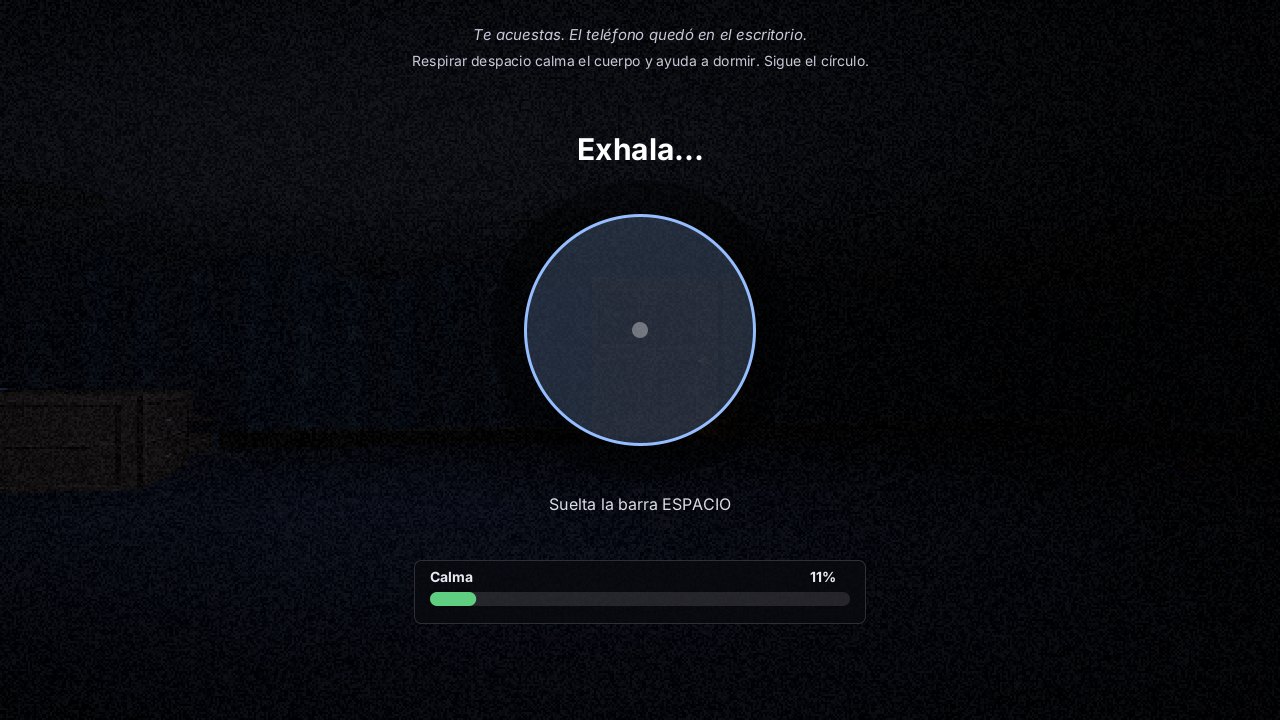 Te acuestas. El teléfono quedó en el escritorio.
Respirar despacio calma el cuerpo y ayuda a dormir. Sigue el círculo.
Exhala...
Suelta la barra ESPACIO
Calma 11%